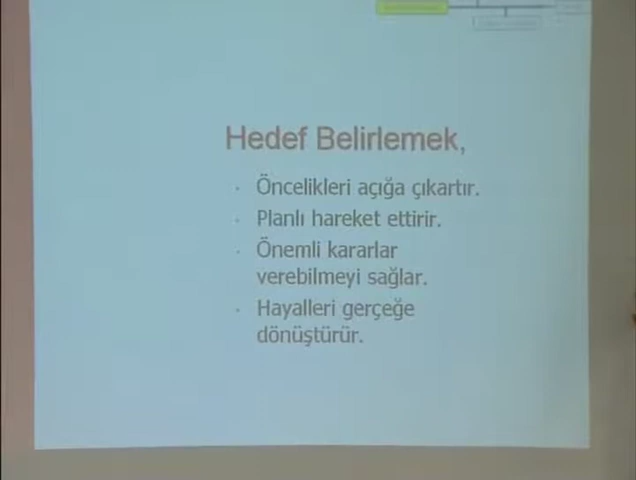 Hedef Belirlemek,
· Öncelikleri açığa çıkartır.
· Planlı hareket ettirir.
· Önemli kararlar
verebilmeyi sağlar.
· Hayalleri gerçeğe
dönüştürür.